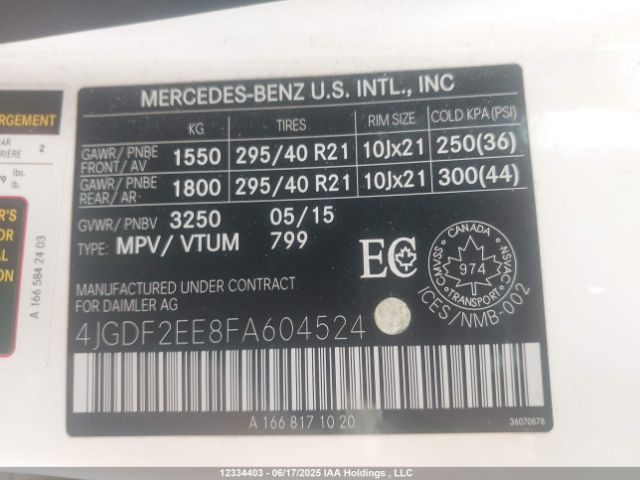 MERCEDES-BENZ U.S. INTL., INC
KG TIRES RIM SIZE COLD KPA (PSI)
GAWR/ PNBE FRONT/ AV 1550 295/40 R21 10Jx21 250(36)
GAWR/ PNBE REAR/ AR 1800 295/40 R21 10Jx21 300(44)
GVWR/ PNBV 3250 05/15
TYPE: MPV/ VTUM 799
EC
CANADA
CMVSS 974 NSVAC
TRANSPORT
ICES/NMB-002
MANUFACTURED UNDER CONTRACT
FOR DAIMLER AG
4JGDF2EE8FA604524
A 166 817 10 20
36070878
RGEMENT
2
lbs.
lb.
A 166 584 24 03
12334403 - 06/17/2025 IAA Holdings , LLC